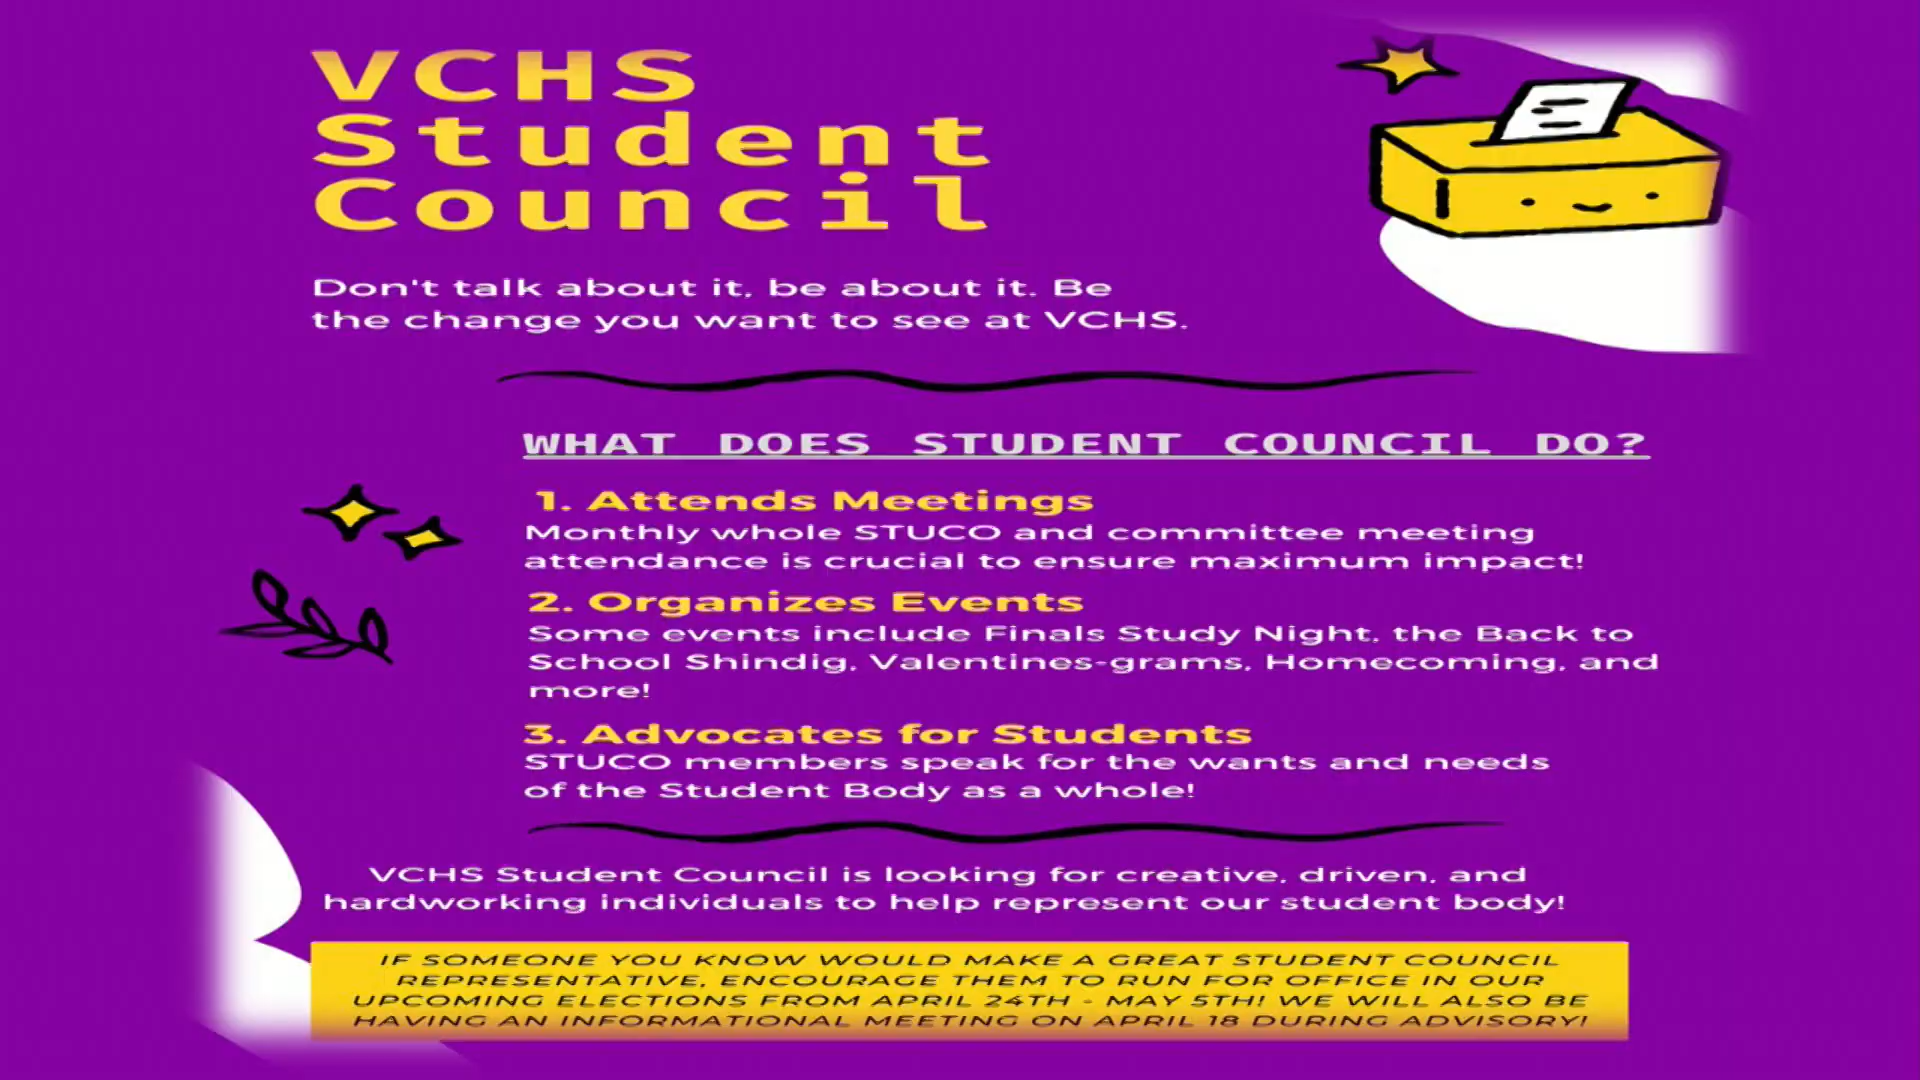 VCHS
Student
Council
Don't talk about it, be about it. Be
the change you want to see at VCHS.
WHAT DOES STUDENT COUNCIL DO?
1. Attends Meetings
Monthly whole STUCO and committee meeting
attendance is crucial to ensure maximum impact!
2. Organizes Events
Some events include Finals Study Night, the Back to
School Shindig, Valentines-grams, Homecoming, and
more!
3. Advocates for Students
STUCO members speak for the wants and needs
of the Student Body as a whole!
VCHS Student Council is looking for creative, driven, and
hardworking individuals to help represent our student body!
IF SOMEONE YOU KNOW WOULD MAKE A GREAT STUDENT COUNCIL
REPRESENTATIVE, ENCOURAGE THEM TO RUN FOR OFFICE IN OUR
UPCOMING ELECTIONS FROM APRIL 24TH - MAY 5TH! WE WILL ALSO BE
HAVING AN INFORMATIONAL MEETING ON APRIL 18 DURING ADVISORY!